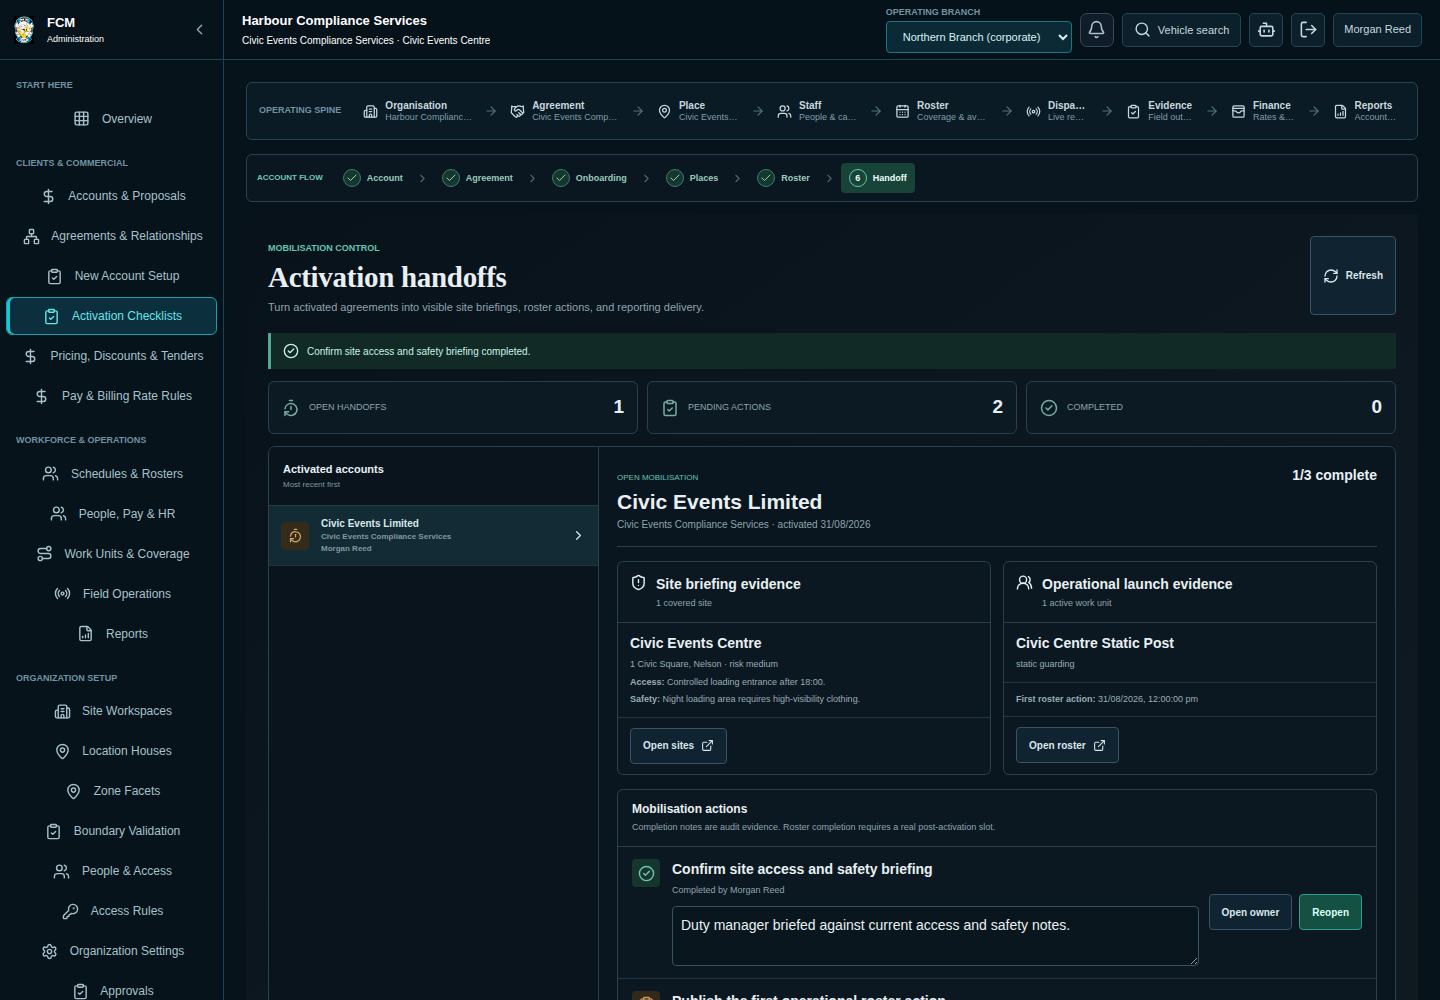 FCM
Administration
Harbour Compliance Services
Civic Events Compliance Services · Civic Events Centre
OPERATING BRANCH
Northern Branch (corporate)
Vehicle search
Morgan Reed
START HERE
Overview
CLIENTS & COMMERCIAL
Accounts & Proposals
Agreements & Relationships
New Account Setup
Activation Checklists
Pricing, Discounts & Tenders
Pay & Billing Rate Rules
WORKFORCE & OPERATIONS
Schedules & Rosters
People, Pay & HR
Work Units & Coverage
Field Operations
Reports
ORGANIZATION SETUP
Site Workspaces
Location Houses
Zone Facets
Boundary Validation
People & Access
Access Rules
Organization Settings
Approvals
OPERATING SPINE
Organisation
Harbour Complianc...
Agreement
Civic Events Comp...
Place
Civic Events...
Staff
People & ca...
Roster
Coverage & av...
Dispa...
Live re...
Evidence
Field out...
Finance
Rates &...
Reports
Account...
ACCOUNT FLOW
Account
Agreement
Onboarding
Places
Roster
6 Handoff
MOBILISATION CONTROL
Activation handoffs
Turn activated agreements into visible site briefings, roster actions, and reporting delivery.
Refresh
Confirm site access and safety briefing completed.
OPEN HANDOFFS 1
PENDING ACTIONS 2
COMPLETED 0
Activated accounts
Most recent first
Civic Events Limited
Civic Events Compliance Services
Morgan Reed
OPEN MOBILISATION
1/3 complete
Civic Events Limited
Civic Events Compliance Services · activated 31/08/2026
Site briefing evidence
1 covered site
Civic Events Centre
1 Civic Square, Nelson · risk medium
Access: Controlled loading entrance after 18:00.
Safety: Night loading area requires high-visibility clothing.
Open sites
Operational launch evidence
1 active work unit
Civic Centre Static Post
static guarding
First roster action: 31/08/2026, 12:00:00 pm
Open roster
Mobilisation actions
Completion notes are audit evidence. Roster completion requires a real post-activation slot.
Confirm site access and safety briefing
Completed by Morgan Reed
Duty manager briefed against current access and safety notes.
Open owner
Reopen
Publish the first operational roster action